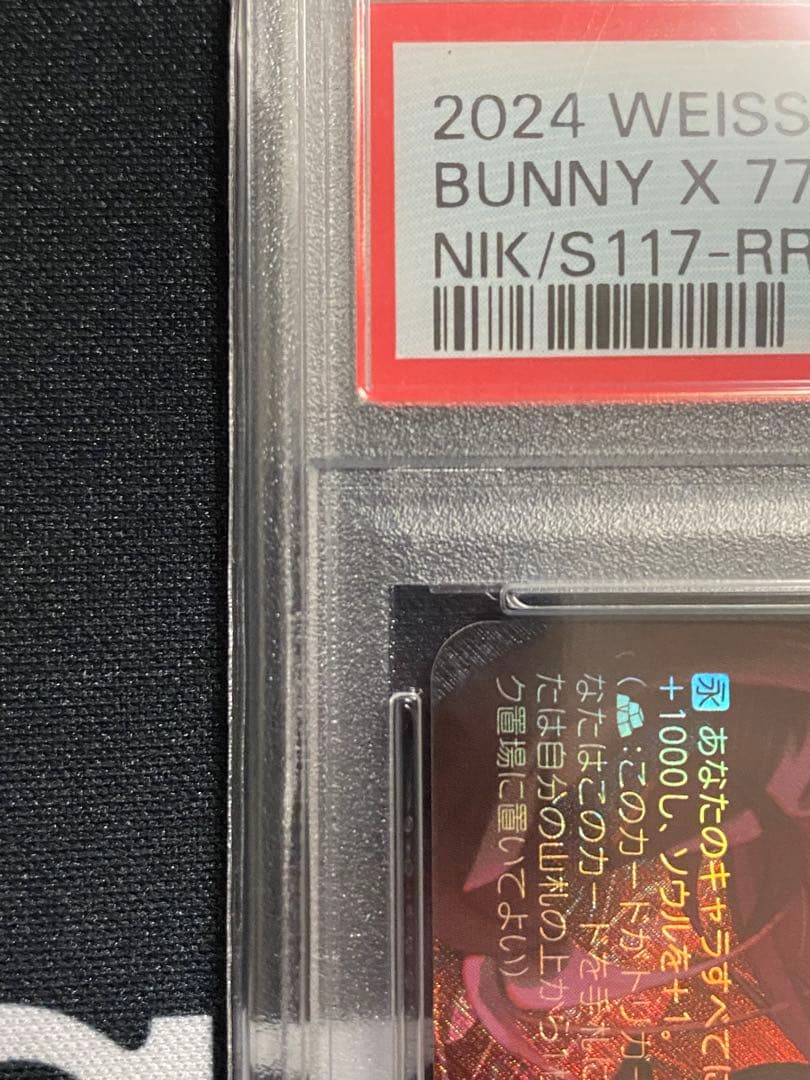 2024 WEISS
BUNNY X 77
NIK/S117-RR
永 あなたのキャラすべてに
+1000し、ソウルを+1。
( :このカードがトリガー
なたはこのカードを手札に
たは自分の山札の上から1
ク置場に置いてよい)